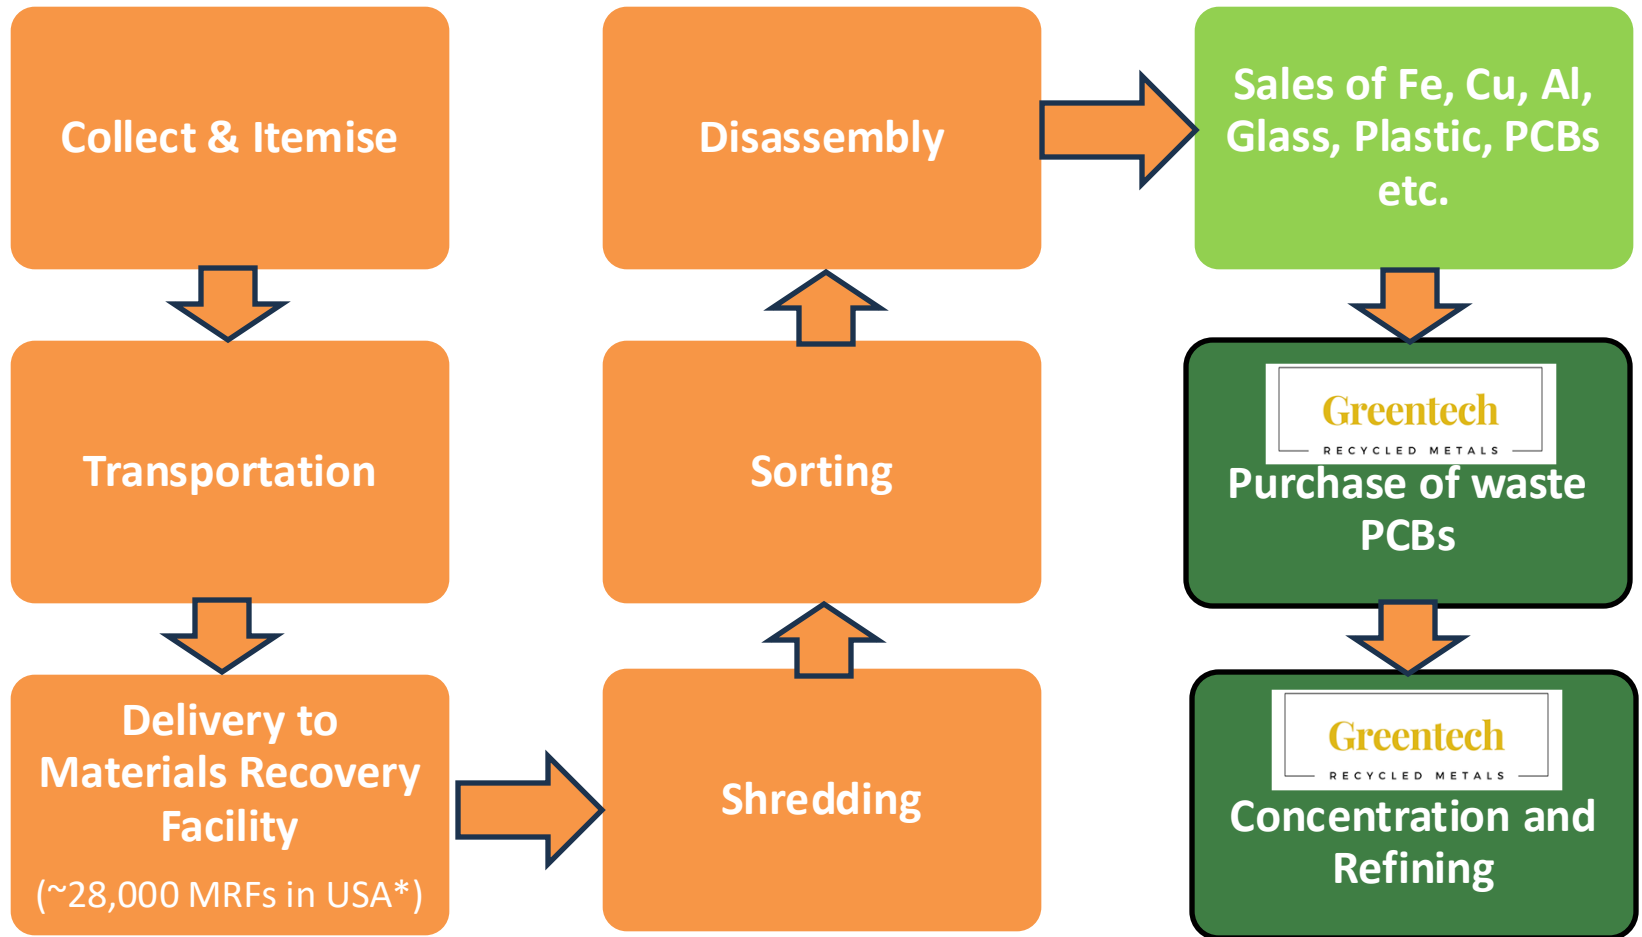 Collect & Itemise
Transportation
Delivery to
Materials Recovery
Facility
(~28,000 MRFs in USA*)
Shredding
Sorting
Disassembly
Sales of Fe, Cu, Al,
Glass, Plastic, PCBs
etc.
Greentech
RECYCLED METALS
Purchase of waste
PCBs
Greentech
RECYCLED METALS
Concentration and
Refining